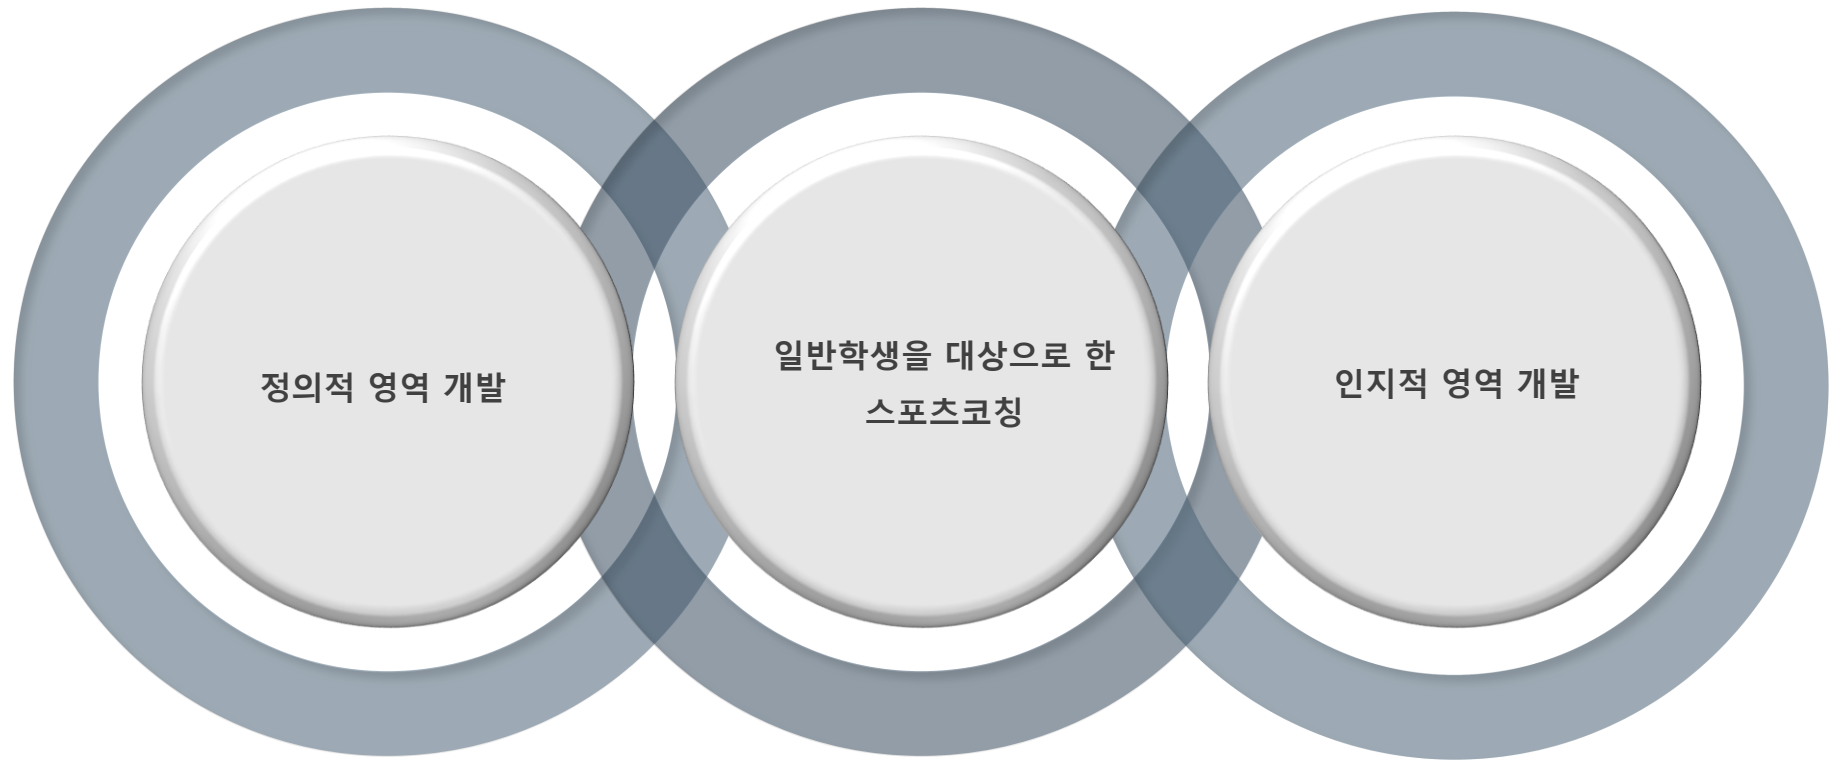 정의적 영역 개발
일반학생을 대상으로 한
스포츠코칭
인지적 영역 개발